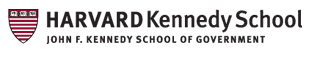 HARVARD Kennedy School
JOHN F. KENNEDY SCHOOL OF GOVERNMENT